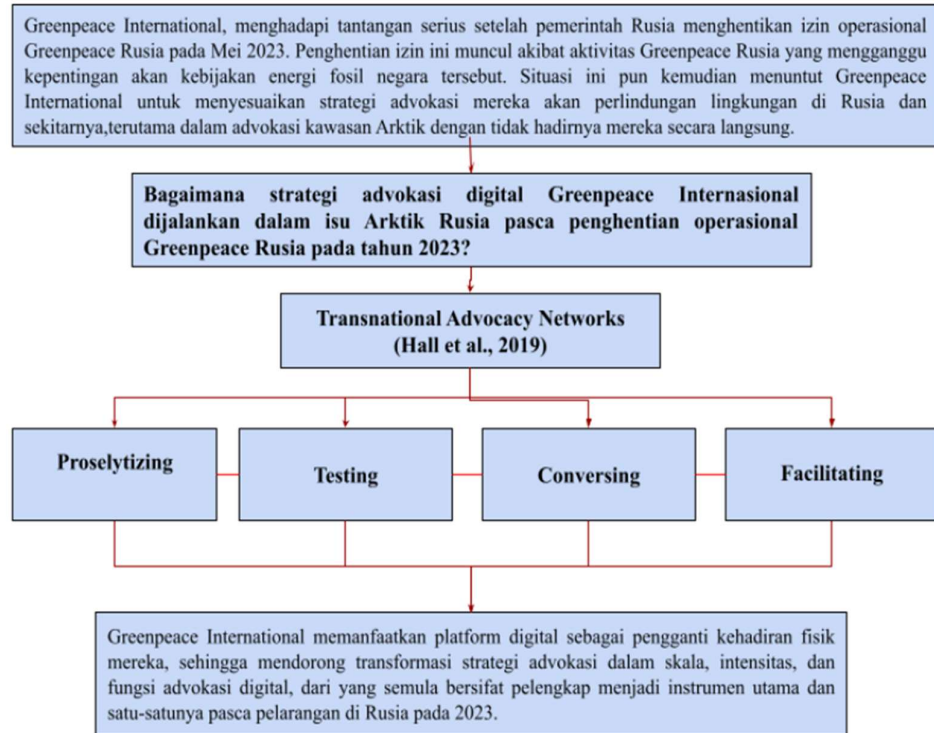 Greenpeace International, menghadapi tantangan serius setelah pemerintah Rusia menghentikan izin operasional
Greenpeace Rusia pada Mei 2023. Penghentian izin ini muncul akibat aktivitas Greenpeace Rusia yang mengganggu
kepentingan akan kebijakan energi fosil negara tersebut. Situasi ini pun kemudian menuntut Greenpeace
International untuk menyesuaikan strategi advokasi mereka akan perlindungan lingkungan di Rusia dan
sekitarnya,terutama dalam advokasi kawasan Arktik dengan tidak hadirnya mereka secara langsung.
Bagaimana strategi advokasi digital Greenpeace Internasional
dijalankan dalam isu Arktik Rusia pasca penghentian operasional
Greenpeace Rusia pada tahun 2023?
Transnational Advocacy Networks
(Hall et al., 2019)
Proselytizing
Testing
Conversing
Facilitating
Greenpeace International memanfaatkan platform digital sebagai pengganti kehadiran fisik
mereka, sehingga mendorong transformasi strategi advokasi dalam skala, intensitas, dan
fungsi advokasi digital, dari yang semula bersifat pelengkap menjadi instrumen utama dan
satu-satunya pasca pelarangan di Rusia pada 2023.